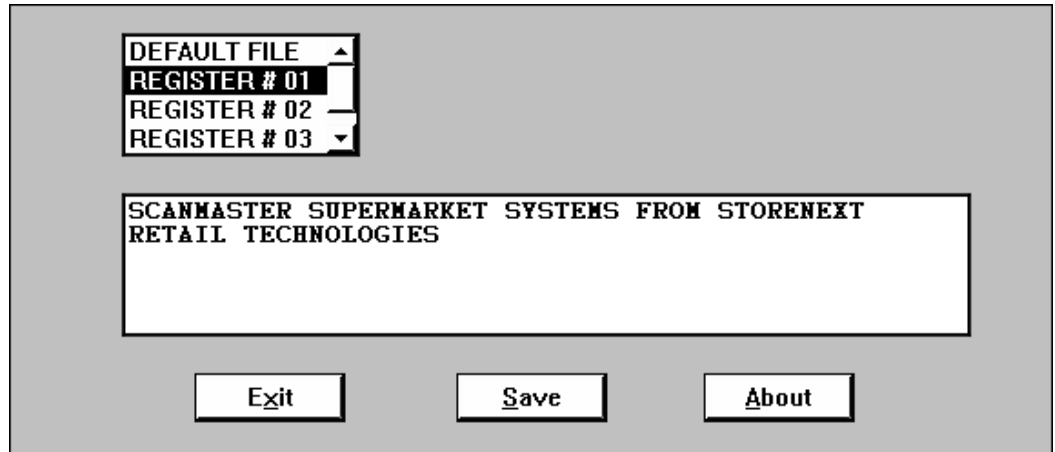 DEFAULT FILE
REGISTER # 01
REGISTER # 02
REGISTER # 03
SCANMASTER SUPERMARKET SYSTEMS FROM STORENEXT
RETAIL TECHNOLOGIES
Exit Save About